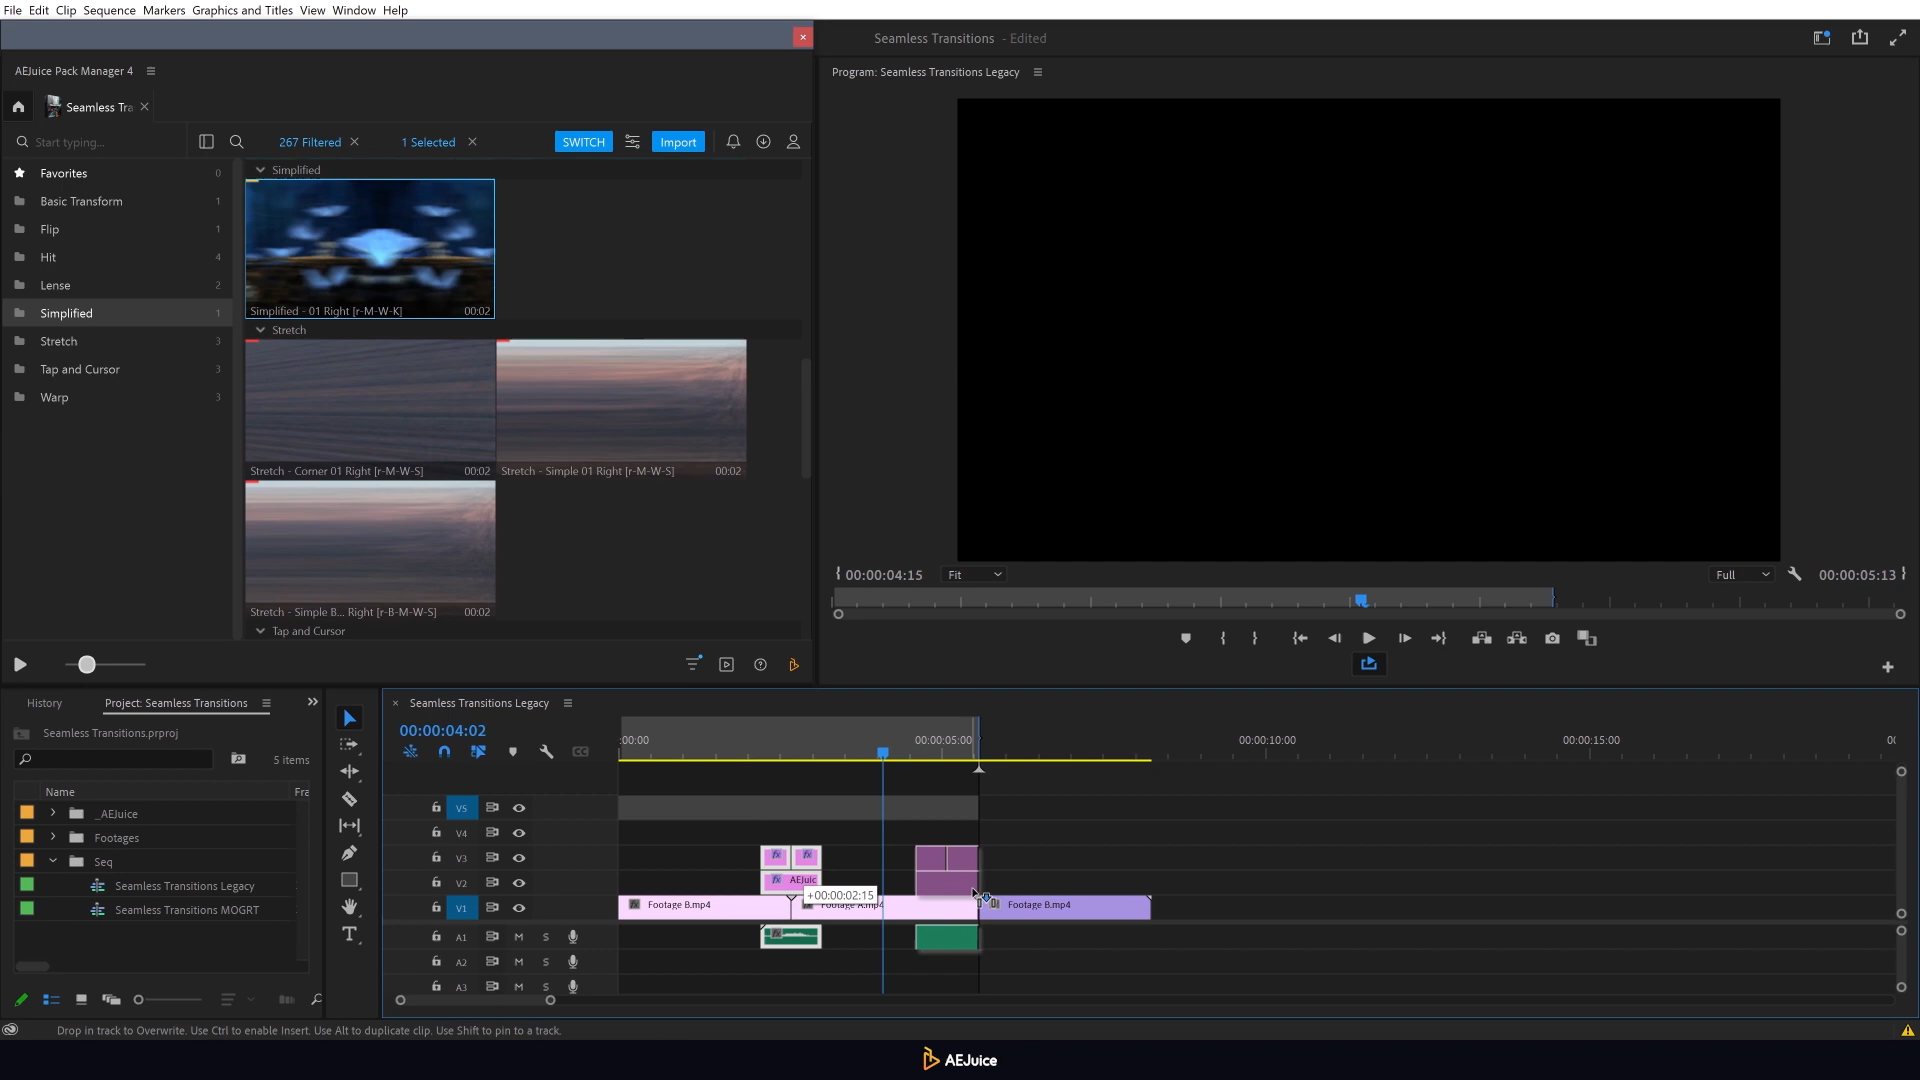 File Edit Clip Sequence Markers Graphics and Titles View Window Help
Seamless Transitions - Edited
AEJuice Pack Manager 4
Program: Seamless Transitions Legacy
Seamless Tra
Start typing...
267 Filtered
1 Selected
SWITCH
Import
Favorites 0
Basic Transform 1
Flip 1
Hit 4
Lense 2
Simplified 1
Stretch 3
Tap and Cursor 3
Warp 3
Simplified
Simplified - 01 Right [r-M-W-K] 00:02
Stretch
Stretch - Corner 01 Right [r-M-W-S] 00:02
Stretch - Simple 01 Right [r-M-W-S] 00:02
Stretch - Simple B... Right [r-B-M-W-S] 00:02
Tap and Cursor
00:00:04:15
Fit
Full
00:00:05:13
History
Project: Seamless Transitions
Seamless Transitions.prproj
5 items
Name Fra
_AEJuice
Footages
Seq
Seamless Transitions Legacy
Seamless Transitions MOGRT
Seamless Transitions Legacy
00:00:04:02
CC
:00:00
00:00:05:00
00:00:10:00
00:00:15:00
00
V5
V4
V3
fx fx
V2
fx AEJuic
+00:00:02:15
V1
Footage B.mp4
Footage A.mp4
Footage B.mp4
A1 M S
A2 M S
A3 M S
Drop in track to Overwrite. Use Ctrl to enable Insert. Use Alt to duplicate clip. Use Shift to pin to a track.
AEJuice